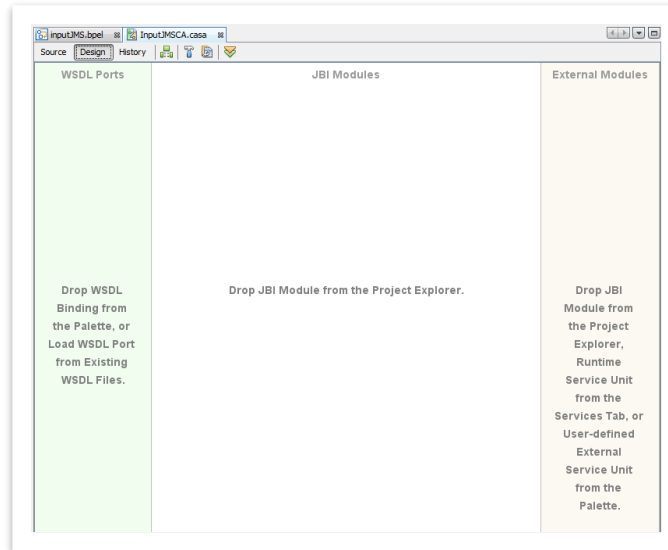 inputJMS.bpel InputJMSCA.casa
Source Design History
WSDL Ports
JBI Modules
External Modules
Drop WSDL
Binding from
the Palette, or
Load WSDL Port
from Existing
WSDL Files.
Drop JBI Module from the Project Explorer.
Drop JBI
Module from
the Project
Explorer,
Runtime
Service Unit
from the
Services Tab, or
User-defined
External
Service Unit
from the
Palette.